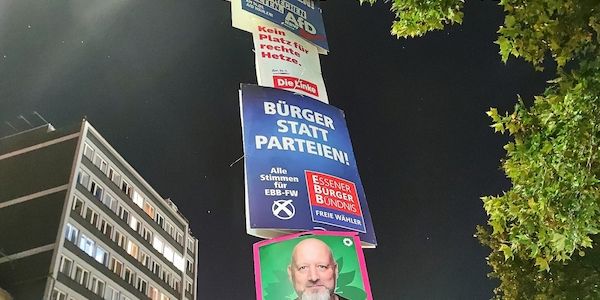 AfD
Kein
Platz für
rechte
Hetze.
Die Linke
BÜRGER
STATT
PARTEIEN!
Alle
Stimmen
für
EBB-FW
ESSENER
BÜRGER
BÜNDNIS
FREIE WÄHLER